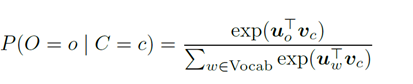 P(O = o | C = c) = exp(u_o^⊤ v_c) / ∑_{w∈Vocab} exp(u_w^⊤ v_c)